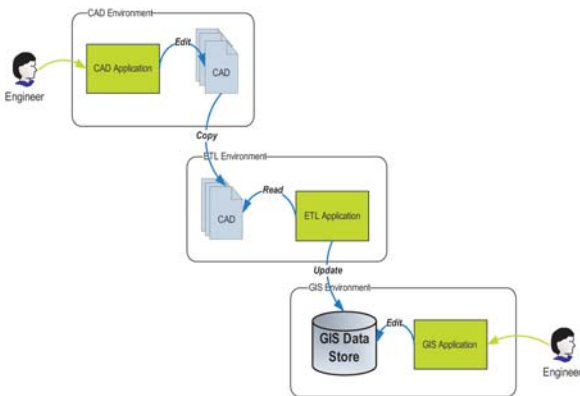 CAD Environment
Edit
CAD Application
CAD
Engineer
Copy
ETL Environment
Read
CAD
ETL Application
Update
GIS Environment
Edit
GIS Data
Store
GIS Application
Engineer